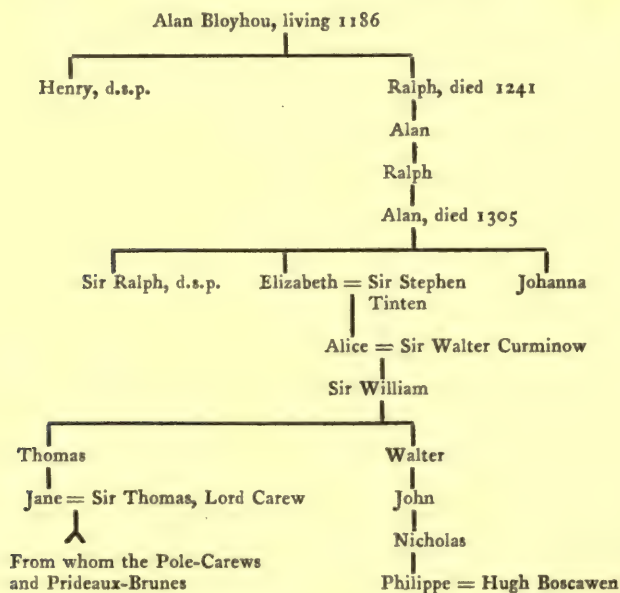 Alan Bloyhou, living 1186
Henry, d.s.p. Ralph, died 1241
Alan
Ralph
Alan, died 1305
Sir Ralph, d.s.p. Elizabeth = Sir Stephen Tinten Johanna
Alice = Sir Walter Curminow
Sir William
Thomas Walter
Jane = Sir Thomas, Lord Carew John
Nicholas
From whom the Pole-Carews
and Prideaux-Brunes Philippe = Hugh Boscawen